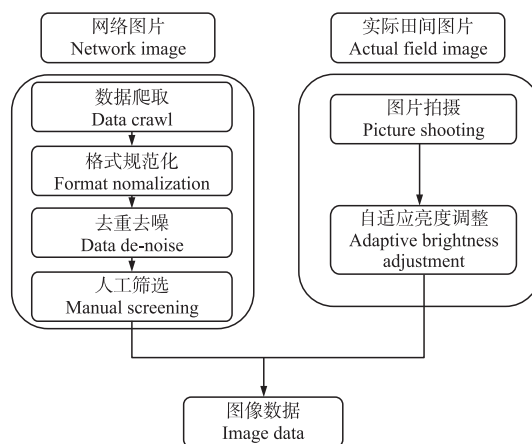 网络图片
Network image
数据爬取
Data crawl
格式规范化
Format nomalization
去重去噪
Data de-noise
人工筛选
Manual screening
实际田间图片
Actual field image
图片拍摄
Picture shooting
自适应亮度调整
Adaptive brightness
adjustment
图像数据
Image data